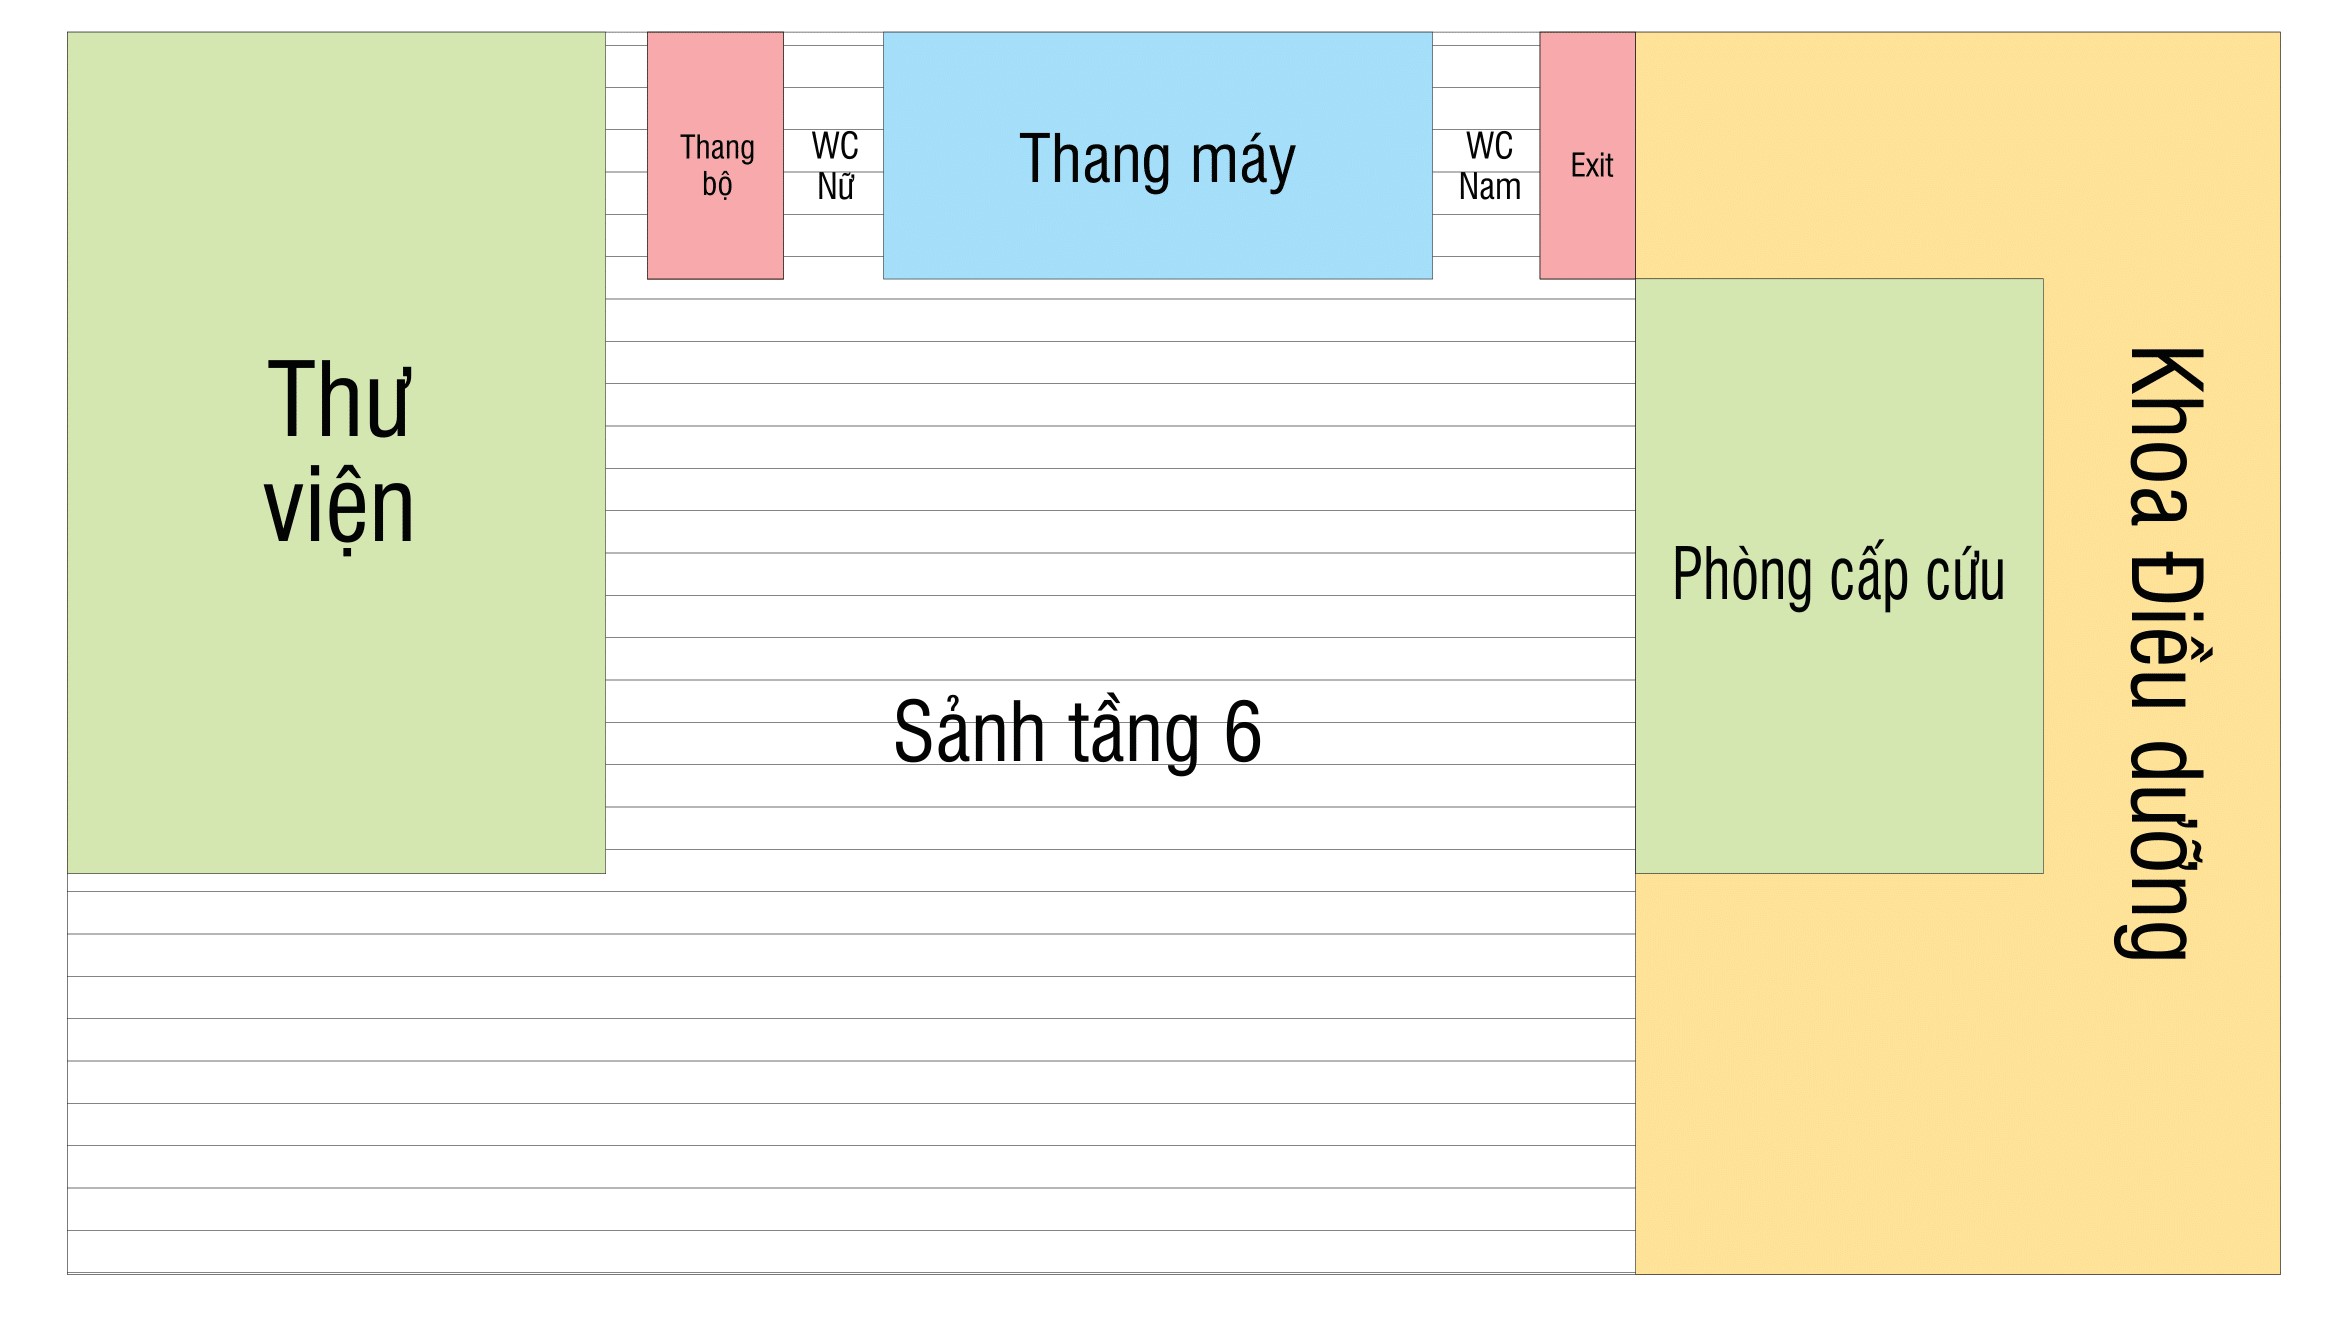 Thang
bộ
WC
Nữ
Thang máy
WC
Nam
Exit
Thư
viện
Phòng cấp cứu
Khoa Điều dưỡng
Sảnh tầng 6